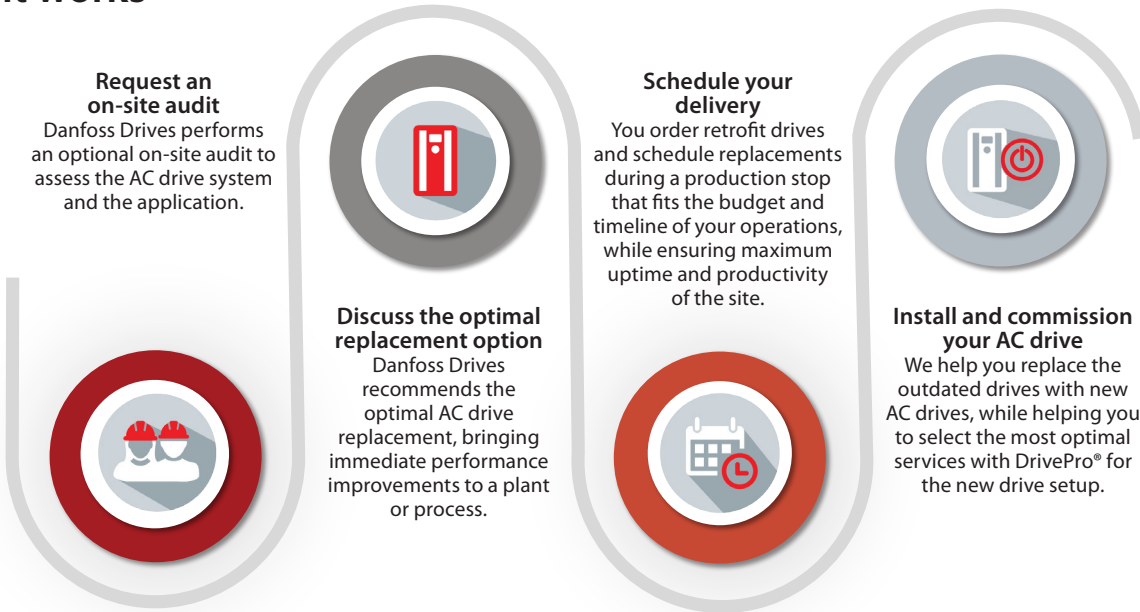 it works
Request an
on-site audit
Danfoss Drives performs
an optional on-site audit to
assess the AC drive system
and the application.
Discuss the optimal
replacement option
Danfoss Drives
recommends the
optimal AC drive
replacement, bringing
immediate performance
improvements to a plant
or process.
Schedule your
delivery
You order retrofit drives
and schedule replacements
during a production stop
that fits the budget and
timeline of your operations,
while ensuring maximum
uptime and productivity
of the site.
Install and commission
your AC drive
We help you replace the
outdated drives with new
AC drives, while helping you
to select the most optimal
services with DrivePro® for
the new drive setup.